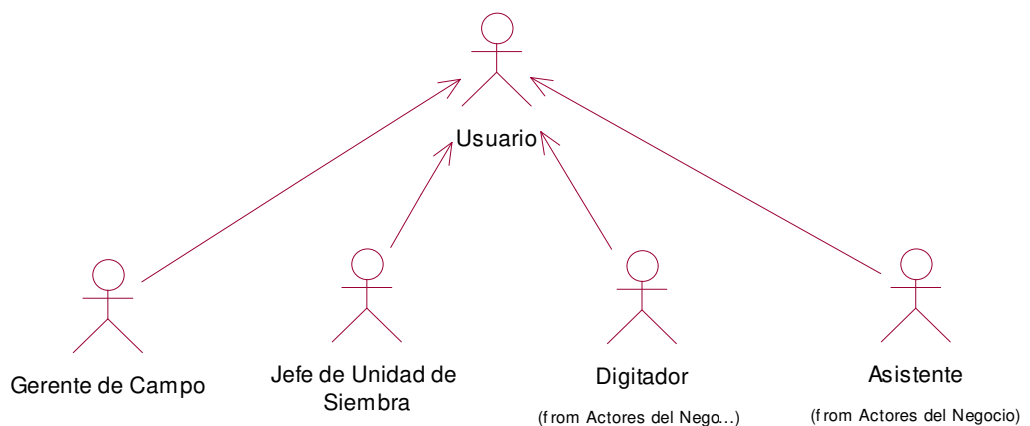 Usuario
Gerente de Campo
Jefe de Unidad de
Siembra
Digitador
(from Actores del Nego...)
Asistente
(from Actores del Negocio)